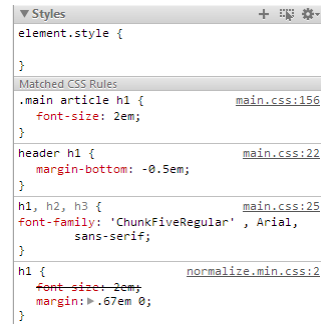 ▼Styles
element.style {
}
Matched CSS Rules
.main article h1 { main.css:156
font-size: 2em;
}
header h1 { main.css:22
margin-bottom: -0.5em;
}
h1, h2, h3 { main.css:25
font-family: 'ChunkFiveRegular' , Arial,
sans-serif;
}
h1 { normalize.min.css:2
font-size: 2em;
margin:▶.67em 0;
}